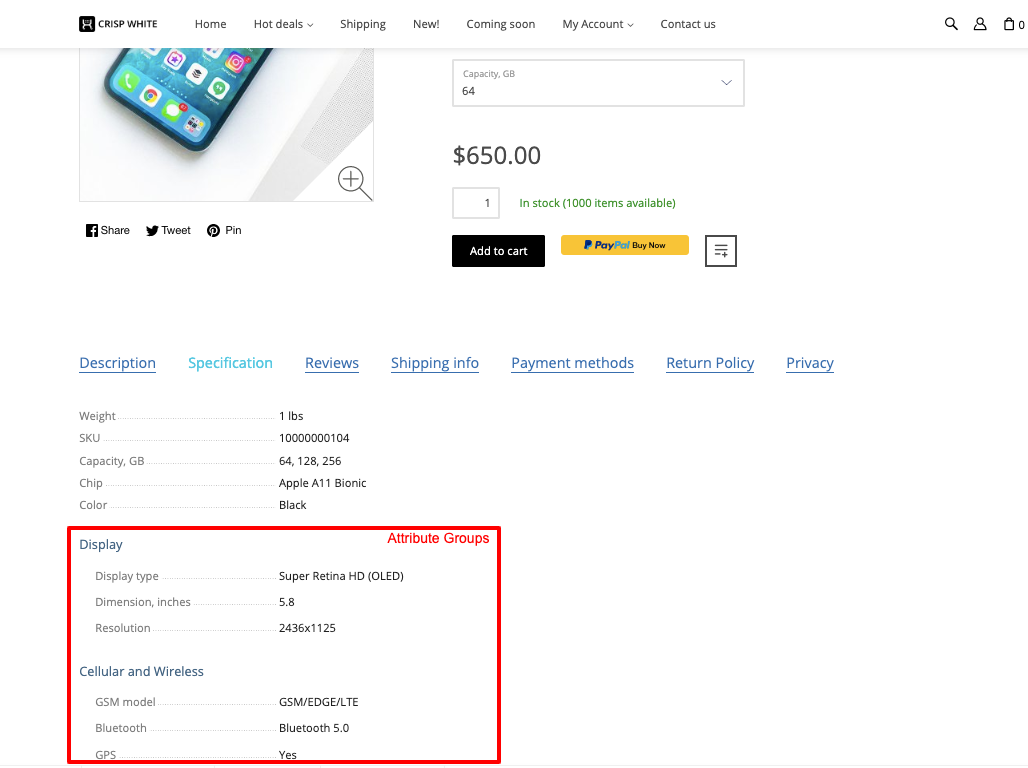 CRISP WHITE Home Hot deals Shipping New! Coming soon My Account Contact us 0
Capacity, GB
64
$650.00
1 In stock (1000 items available)
Share Tweet Pin
Add to cart PayPal Buy Now
Description Specification Reviews Shipping info Payment methods Return Policy Privacy
Weight 1 lbs
SKU 10000000104
Capacity, GB 64, 128, 256
Chip Apple A11 Bionic
Color Black
Attribute Groups
Display
Display type Super Retina HD (OLED)
Dimension, inches 5.8
Resolution 2436x1125
Cellular and Wireless
GSM model GSM/EDGE/LTE
Bluetooth Bluetooth 5.0
GPS Yes